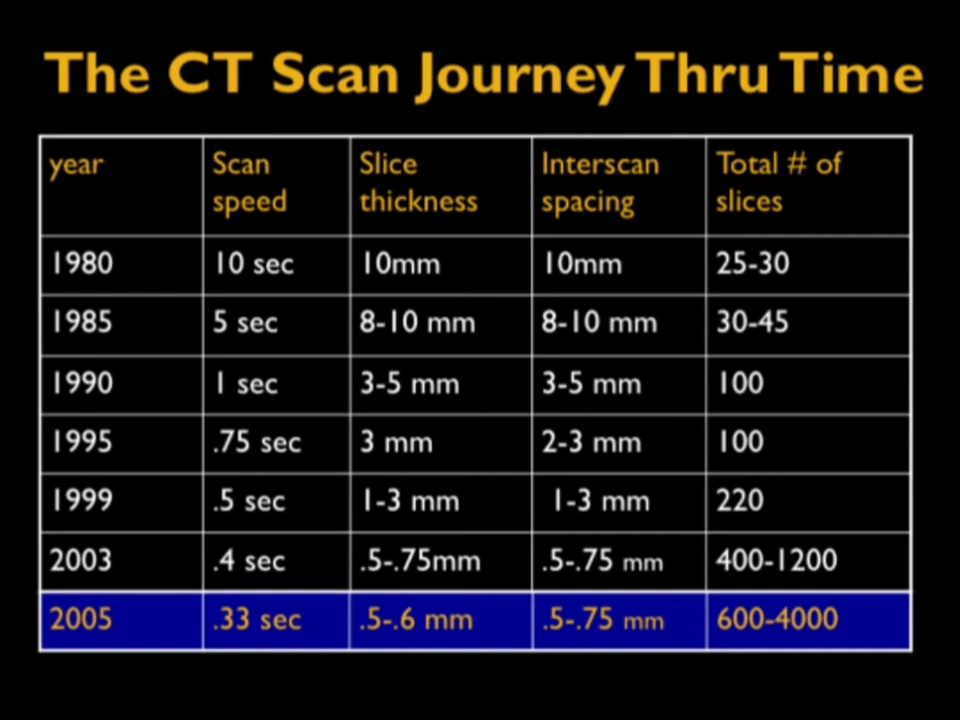 The CT Scan Journey Thru Time
year Scan speed Slice thickness Interscan spacing Total # of slices
1980 10 sec 10mm 10mm 25-30
1985 5 sec 8-10 mm 8-10 mm 30-45
1990 1 sec 3-5 mm 3-5 mm 100
1995 .75 sec 3 mm 2-3 mm 100
1999 .5 sec 1-3 mm 1-3 mm 220
2003 .4 sec .5-.75mm .5-.75 mm 400-1200
2005 .33 sec .5-.6 mm .5-.75 mm 600-4000